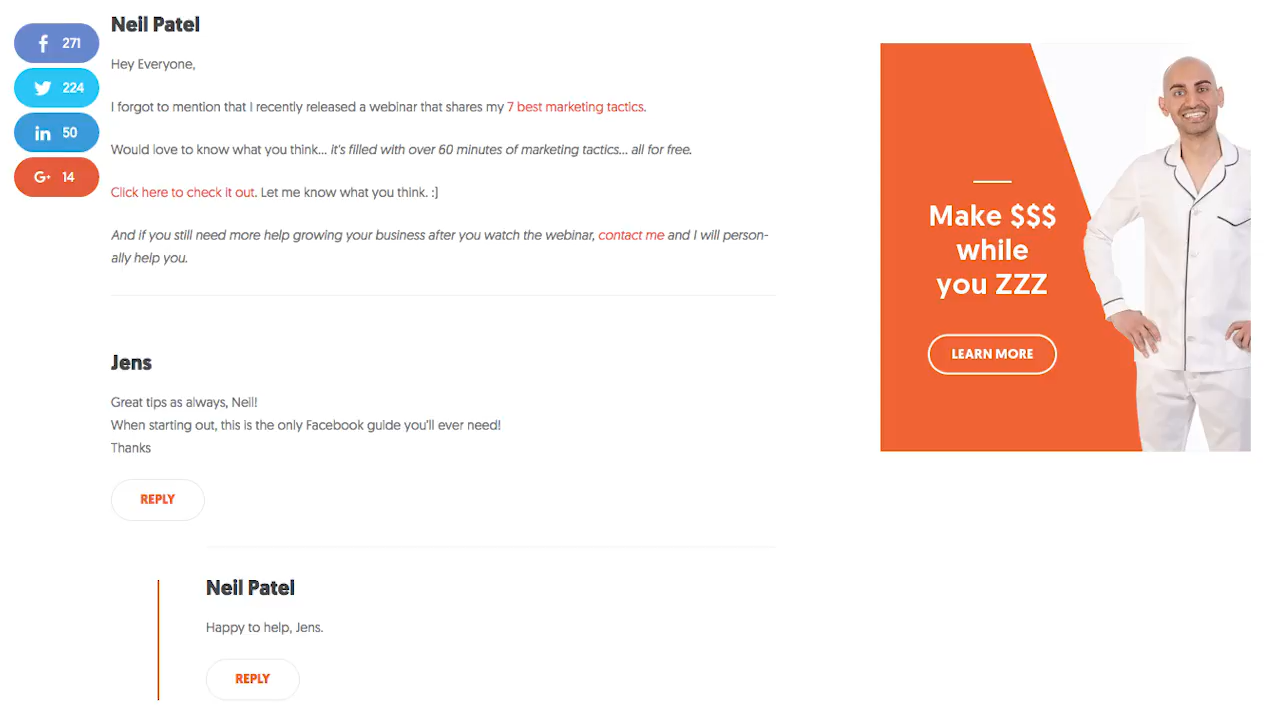 271
224
in 50
G+ 14
Neil Patel
Hey Everyone,
I forgot to mention that I recently released a webinar that shares my 7 best marketing tactics.
Would love to know what you think... it's filled with over 60 minutes of marketing tactics... all for free.
Click here to check it out. Let me know what you think. :]
And if you still need more help growing your business after you watch the webinar, contact me and I will person-
ally help you.
Jens
Great tips as always, Neil!
When starting out, this is the only Facebook guide you'll ever need!
Thanks
REPLY
Neil Patel
Happy to help, Jens.
REPLY
Make $$$
while
you ZZZ
LEARN MORE